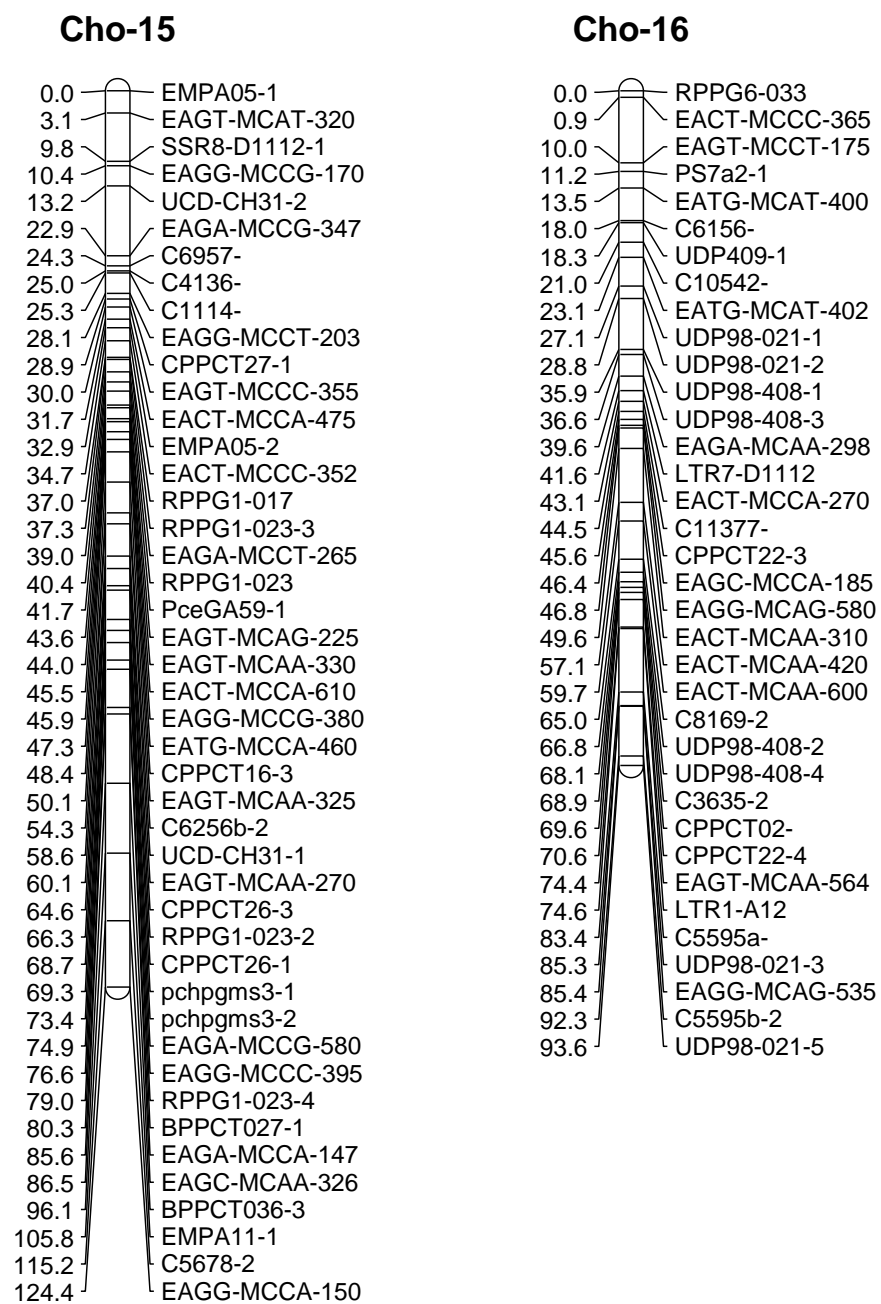 Cho-15
0.0 EMPA05-1
3.1 EAGT-MCAT-320
9.8 SSR8-D1112-1
10.4 EAGG-MCCG-170
13.2 UCD-CH31-2
22.9 EAGA-MCCG-347
24.3 C6957-
25.0 C4136-
25.3 C1114-
28.1 EAGG-MCCT-203
28.9 CPPCT27-1
30.0 EAGT-MCCC-355
31.7 EACT-MCCA-475
32.9 EMPA05-2
34.7 EACT-MCCC-352
37.0 RPPG1-017
37.3 RPPG1-023-3
39.0 EAGA-MCCT-265
40.4 RPPG1-023
41.7 PceGA59-1
43.6 EAGT-MCAG-225
44.0 EAGT-MCAA-330
45.5 EACT-MCCA-610
45.9 EAGG-MCCG-380
47.3 EATG-MCCA-460
48.4 CPPCT16-3
50.1 EAGT-MCAA-325
54.3 C6256b-2
58.6 UCD-CH31-1
60.1 EAGT-MCAA-270
64.6 CPPCT26-3
66.3 RPPG1-023-2
68.7 CPPCT26-1
69.3 pchpgms3-1
73.4 pchpgms3-2
74.9 EAGA-MCCG-580
76.6 EAGG-MCCC-395
79.0 RPPG1-023-4
80.3 BPPCT027-1
85.6 EAGA-MCCA-147
86.5 EAGC-MCAA-326
96.1 BPPCT036-3
105.8 EMPA11-1
115.2 C5678-2
124.4 EAGG-MCCA-150
Cho-16
0.0 RPPG6-033
0.9 EACT-MCCC-365
10.0 EAGT-MCCT-175
11.2 PS7a2-1
13.5 EATG-MCAT-400
18.0 C6156-
18.3 UDP409-1
21.0 C10542-
23.1 EATG-MCAT-402
27.1 UDP98-021-1
28.8 UDP98-021-2
35.9 UDP98-408-1
36.6 UDP98-408-3
39.6 EAGA-MCAA-298
41.6 LTR7-D1112
43.1 EACT-MCCA-270
44.5 C11377-
45.6 CPPCT22-3
46.4 EAGC-MCCA-185
46.8 EAGG-MCAG-580
49.6 EACT-MCAA-310
57.1 EACT-MCAA-420
59.7 EACT-MCAA-600
65.0 C8169-2
66.8 UDP98-408-2
68.1 UDP98-408-4
68.9 C3635-2
69.6 CPPCT02-
70.6 CPPCT22-4
74.4 EAGT-MCAA-564
74.6 LTR1-A12
83.4 C5595a-
85.3 UDP98-021-3
85.4 EAGG-MCAG-535
92.3 C5595b-2
93.6 UDP98-021-5